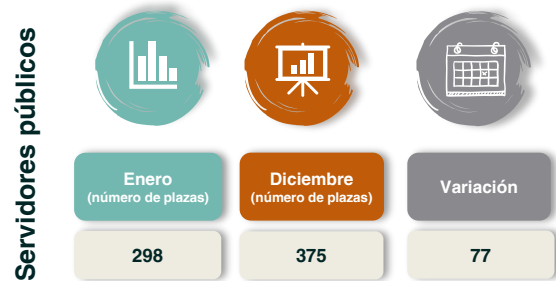 Servidores públicos
Enero
(número de plazas)
Diciembre
(número de plazas)
Variación
298
375
77